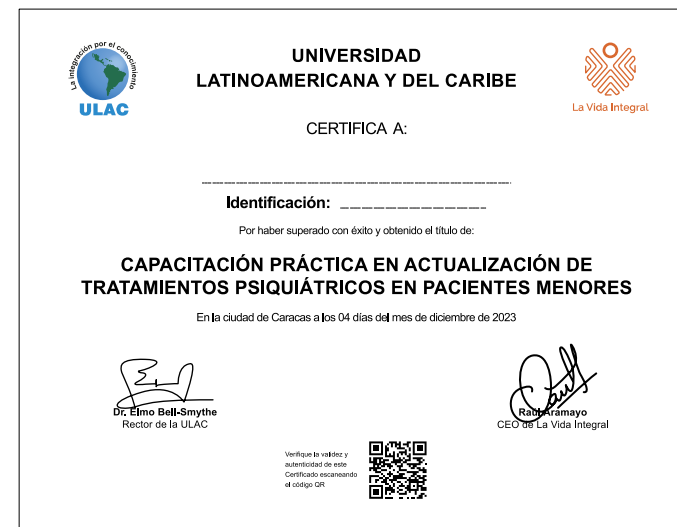 La integración por el conocimiento
ULAC
UNIVERSIDAD
LATINOAMERICANA Y DEL CARIBE
La Vida Integral
CERTIFICA A:
Identificación:
Por haber superado con éxito y obtenido el título de:
CAPACITACIÓN PRÁCTICA EN ACTUALIZACIÓN DE
TRATAMIENTOS PSIQUIÁTRICOS EN PACIENTES MENORES
En la ciudad de Caracas a los 04 días del mes de diciembre de 2023
Dr. Elmo Bell-Smythe
Rector de la ULAC
Raúl Aramayo
CEO de La Vida Integral
Verifique la validez y
autenticidad de este
Certificado escaneando
el código QR